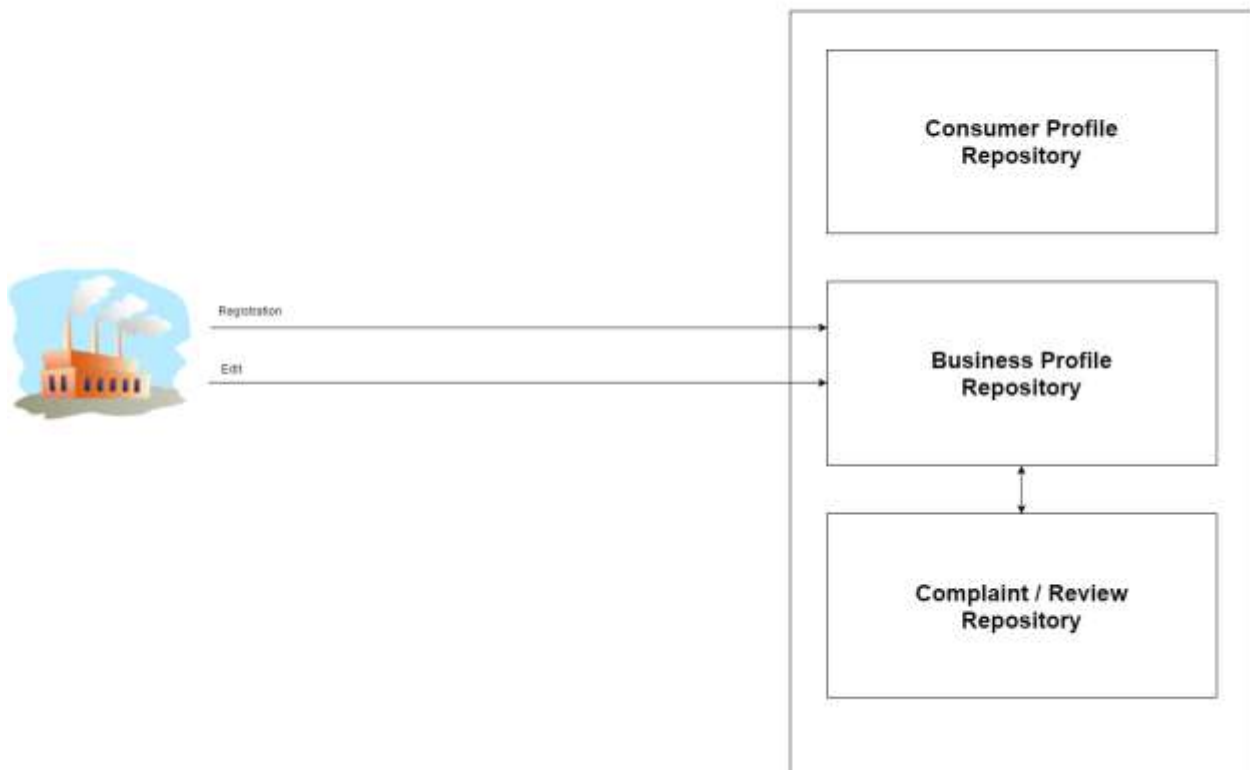 Consumer Profile
Repository
Registration
Edit
Business Profile
Repository
Complaint / Review
Repository